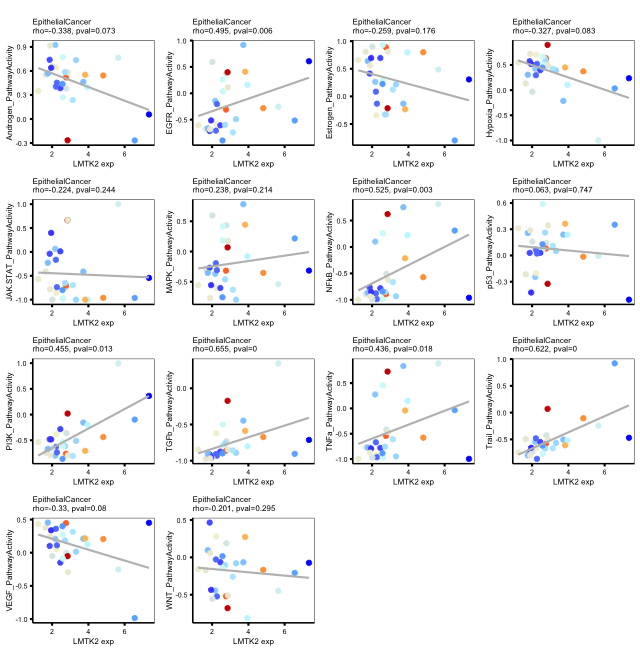 EpithelialCancer
rho=-0.338, pval=0.073
Androgen_PathwayActivity
0.9
0.6
0.3
0.0
-0.3
2 4 6
LMTK2 exp
EpithelialCancer
rho=0.495, pval=0.006
EGFR_PathwayActivity
1.0
0.5
0.0
-0.5
-1.0
2 4 6
LMTK2 exp
EpithelialCancer
rho=-0.259, pval=0.176
Estrogen_PathwayActivity
0.5
0.0
-0.5
2 4 6
LMTK2 exp
EpithelialCancer
rho=-0.327, pval=0.083
Hypoxia_PathwayActivity
1.0
0.5
0.0
-0.5
-1.0
2 4 6
LMTK2 exp
EpithelialCancer
rho=-0.224, pval=0.244
JAK.STAT_PathwayActivity
1.0
0.5
0.0
-0.5
-1.0
2 4 6
LMTK2 exp
EpithelialCancer
rho=0.238, pval=0.214
MAPK_PathwayActivity
0.5
0.0
-0.5
2 4 6
LMTK2 exp
EpithelialCancer
rho=0.525, pval=0.003
NFkB_PathwayActivity
0.5
0.0
-0.5
-1.0
2 4 6
LMTK2 exp
EpithelialCancer
rho=0.063, pval=0.747
p53_PathwayActivity
0.6
0.3
0.0
-0.3
2 4 6
LMTK2 exp
EpithelialCancer
rho=0.455, pval=0.013
PI3K_PathwayActivity
1.0
0.5
0.0
-0.5
2 4 6
LMTK2 exp
EpithelialCancer
rho=0.655, pval=0
TGFb_PathwayActivity
0.5
0.0
-0.5
-1.0
2 4 6
LMTK2 exp
EpithelialCancer
rho=0.436, pval=0.018
TNFa_PathwayActivity
1.0
0.5
0.0
-0.5
-1.0
2 4 6
LMTK2 exp
EpithelialCancer
rho=0.622, pval=0
Trail_PathwayActivity
1.0
0.5
0.0
-0.5
2 4 6
LMTK2 exp
EpithelialCancer
rho=-0.33, pval=0.08
VEGF_PathwayActivity
0.5
0.0
-0.5
-1.0
2 4 6
LMTK2 exp
EpithelialCancer
rho=-0.201, pval=0.295
WNT_PathwayActivity
0.5
0.0
-0.5
2 4 6
LMTK2 exp